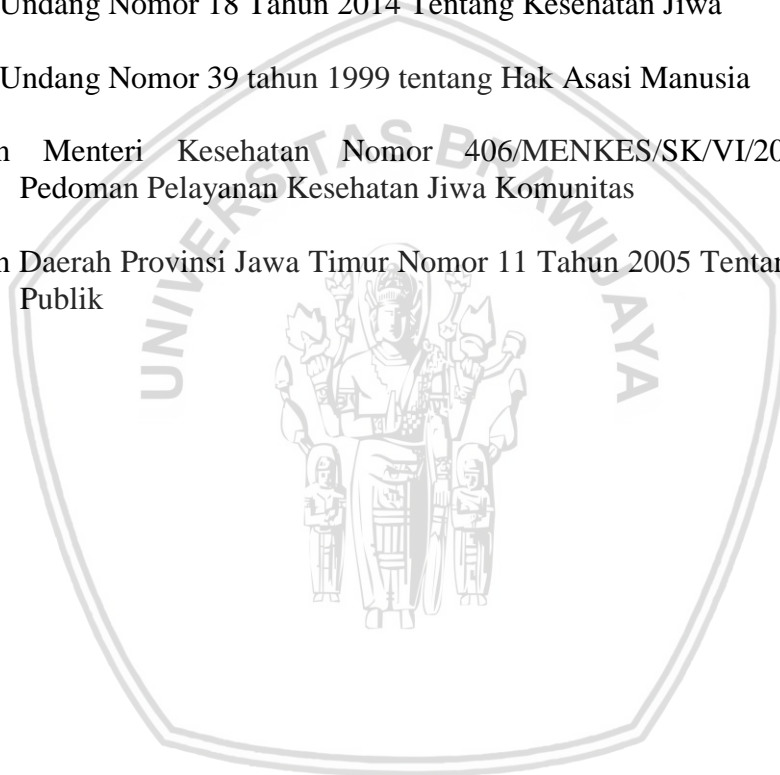 Undang Nomor 18 Tahun 2014 Tentang Kesehatan Jiwa
Undang Nomor 39 tahun 1999 tentang Hak Asasi Manusia
n Menteri Kesehatan Nomor 406/MENKES/SK/VI/20
Pedoman Pelayanan Kesehatan Jiwa Komunitas
n Daerah Provinsi Jawa Timur Nomor 11 Tahun 2005 Tentan
Publik
UNIVERSITAS BRAWIJAYA